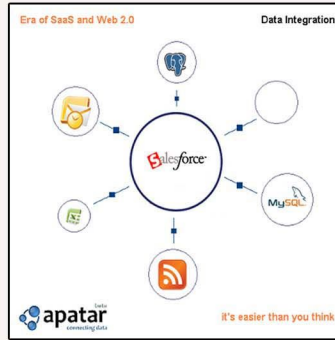 Era of SaaS and Web 2.0
Data Integration
salesforce
MySQL
beta
apatar
connecting data
it's easier than you think